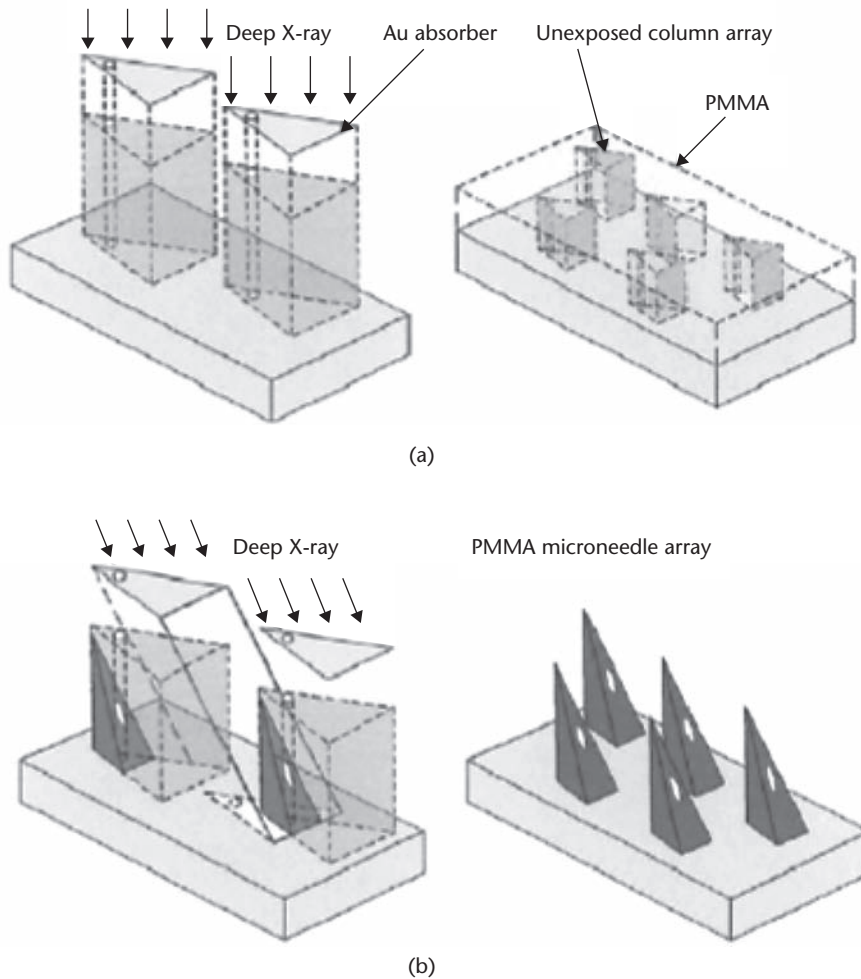 Deep X-ray
Au absorber
Unexposed column array
PMMA
(a)
Deep X-ray
PMMA microneedle array
(b)